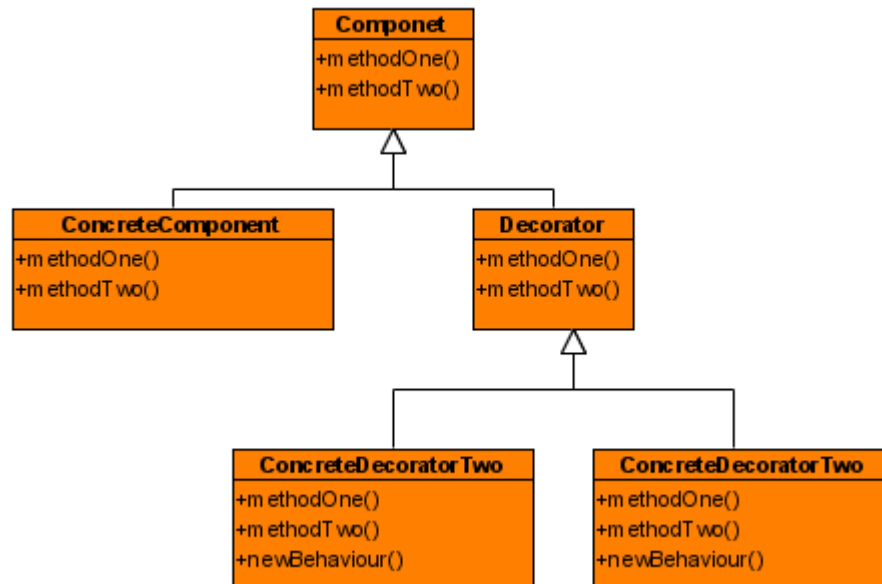 Componet
+methodOne()
+methodTwo()
ConcreteComponent
+methodOne()
+methodTwo()
Decorator
+methodOne()
+methodTwo()
ConcreteDecoratorTwo
+methodOne()
+methodTwo()
+newBehaviour()
ConcreteDecoratorTwo
+methodOne()
+methodTwo()
+newBehaviour()